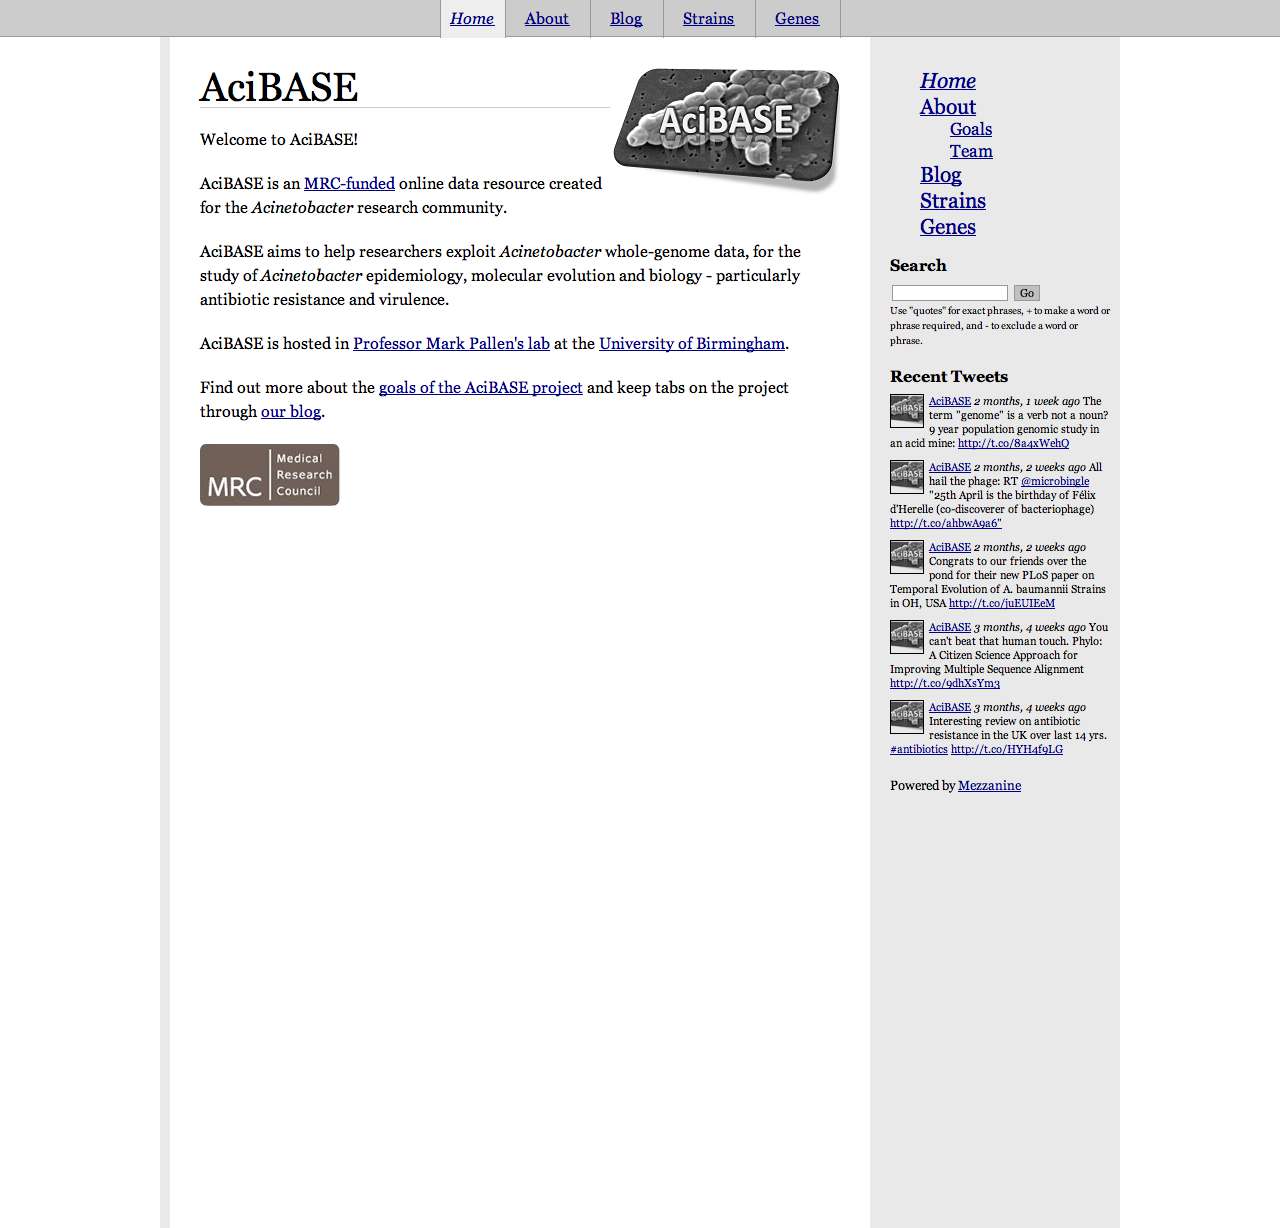 Home About Blog Strains Genes
AciBASE
AciBASE
Welcome to AciBASE!
AciBASE is an MRC-funded online data resource created
for the Acinetobacter research community.
AciBASE aims to help researchers exploit Acinetobacter whole-genome data, for the
study of Acinetobacter epidemiology, molecular evolution and biology - particularly
antibiotic resistance and virulence.
AciBASE is hosted in Professor Mark Pallen's lab at the University of Birmingham.
Find out more about the goals of the AciBASE project and keep tabs on the project
through our blog.
MRC
Medical
Research
Council
Home
About
Goals
Team
Blog
Strains
Genes
Search
Go
Use "quotes" for exact phrases, + to make a word or
phrase required, and - to exclude a word or
phrase.
Recent Tweets
AciBASE
AciBASE 2 months, 1 week ago The
term "genome" is a verb not a noun?
9 year population genomic study in
an acid mine: http://t.co/8a4xWehQ
AciBASE
AciBASE 2 months, 2 weeks ago All
hail the phage: RT @microbingle
"25th April is the birthday of Félix
d'Herelle (co-discoverer of bacteriophage)
http://t.co/ahbwA9a6"
AciBASE
AciBASE 2 months, 2 weeks ago
Congrats to our friends over the
pond for their new PLoS paper on
Temporal Evolution of A. baumannii Strains
in OH, USA http://t.co/juEUIEeM
AciBASE
AciBASE 3 months, 4 weeks ago You
can't beat that human touch. Phylo:
A Citizen Science Approach for
Improving Multiple Sequence Alignment
http://t.co/9dhXsYm3
AciBASE
AciBASE 3 months, 4 weeks ago
Interesting review on antibiotic
resistance in the UK over last 14 yrs.
#antibiotics http://t.co/HYH4f9LG
Powered by Mezzanine